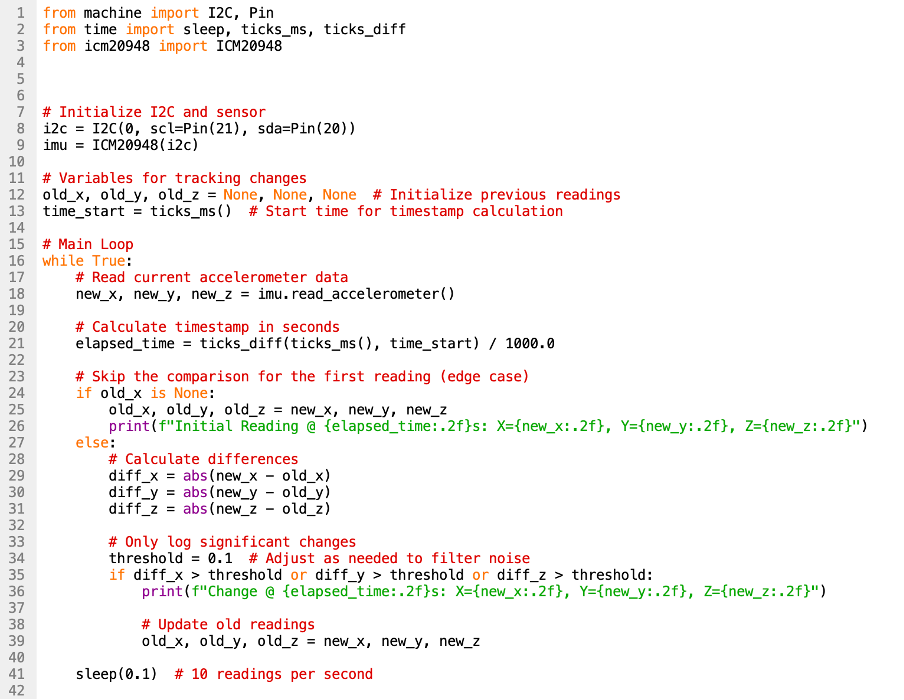 1 from machine import I2C, Pin
2 from time import sleep, ticks_ms, ticks_diff
3 from icm20948 import ICM20948
4
5
6
7 # Initialize I2C and sensor
8 i2c = I2C(0, scl=Pin(21), sda=Pin(20))
9 imu = ICM20948(i2c)
10
11 # Variables for tracking changes
12 old_x, old_y, old_z = None, None, None  # Initialize previous readings
13 time_start = ticks_ms()  # Start time for timestamp calculation
14
15 # Main Loop
16 while True:
17     # Read current accelerometer data
18     new_x, new_y, new_z = imu.read_accelerometer()
19
20     # Calculate timestamp in seconds
21     elapsed_time = ticks_diff(ticks_ms(), time_start) / 1000.0
22
23     # Skip the comparison for the first reading (edge case)
24     if old_x is None:
25         old_x, old_y, old_z = new_x, new_y, new_z
26         print(f"Initial Reading @ {elapsed_time:.2f}s: X={new_x:.2f}, Y={new_y:.2f}, Z={new_z:.2f}")
27     else:
28         # Calculate differences
29         diff_x = abs(new_x - old_x)
30         diff_y = abs(new_y - old_y)
31         diff_z = abs(new_z - old_z)
32
33         # Only log significant changes
34         threshold = 0.1  # Adjust as needed to filter noise
35         if diff_x > threshold or diff_y > threshold or diff_z > threshold:
36             print(f"Change @ {elapsed_time:.2f}s: X={new_x:.2f}, Y={new_y:.2f}, Z={new_z:.2f}")
37
38             # Update old readings
39             old_x, old_y, old_z = new_x, new_y, new_z
40
41     sleep(0.1)  # 10 readings per second
42